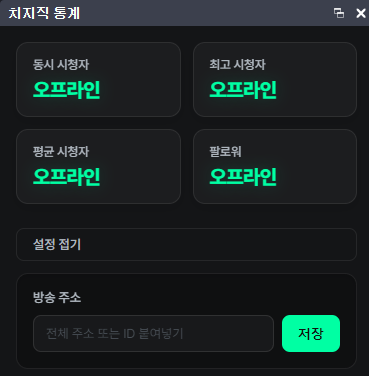 치지직 통계
동시 시청자
오프라인
최고 시청자
오프라인
평균 시청자
오프라인
팔로워
오프라인
설정 접기
방송 주소
전체 주소 또는 ID 붙여넣기
저장